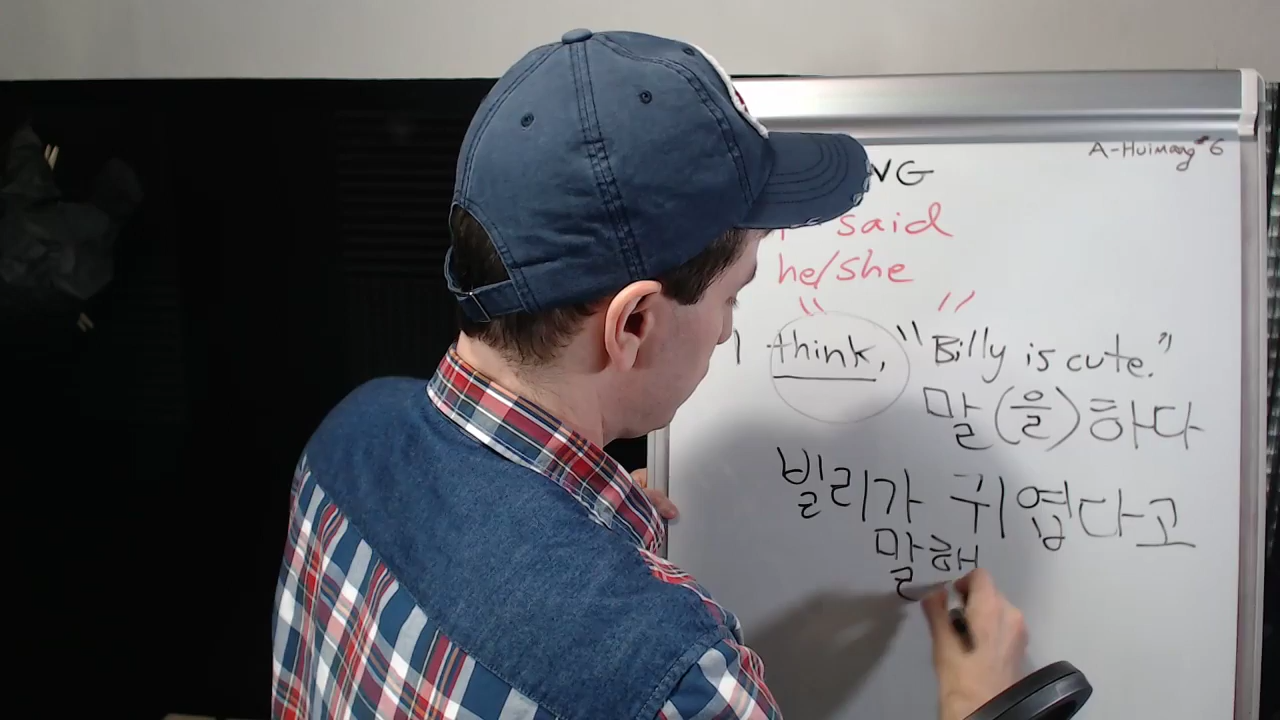 A-Huimang #6
NG
said
he/she
" "
I think, " Billy is cute."
말(을)하다
빌리가 귀엽다고
말해